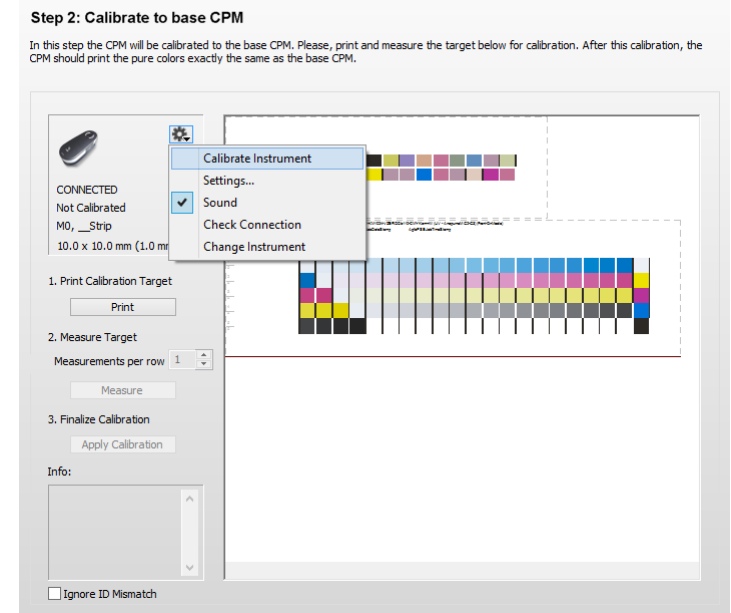 Step 2: Calibrate to base CPM
In this step the CPM will be calibrated to the base CPM. Please, print and measure the target below for calibration. After this calibration, the
CPM should print the pure colors exactly the same as the base CPM.
Calibrate Instrument
Settings...
Sound
Check Connection
Change Instrument
CONNECTED
Not Calibrated
M0, __Strip
10.0 x 10.0 mm (1.0 mm
1. Print Calibration Target
Print
2. Measure Target
Measurements per row 1
Measure
3. Finalize Calibration
Apply Calibration
Info:
Ignore ID Mismatch